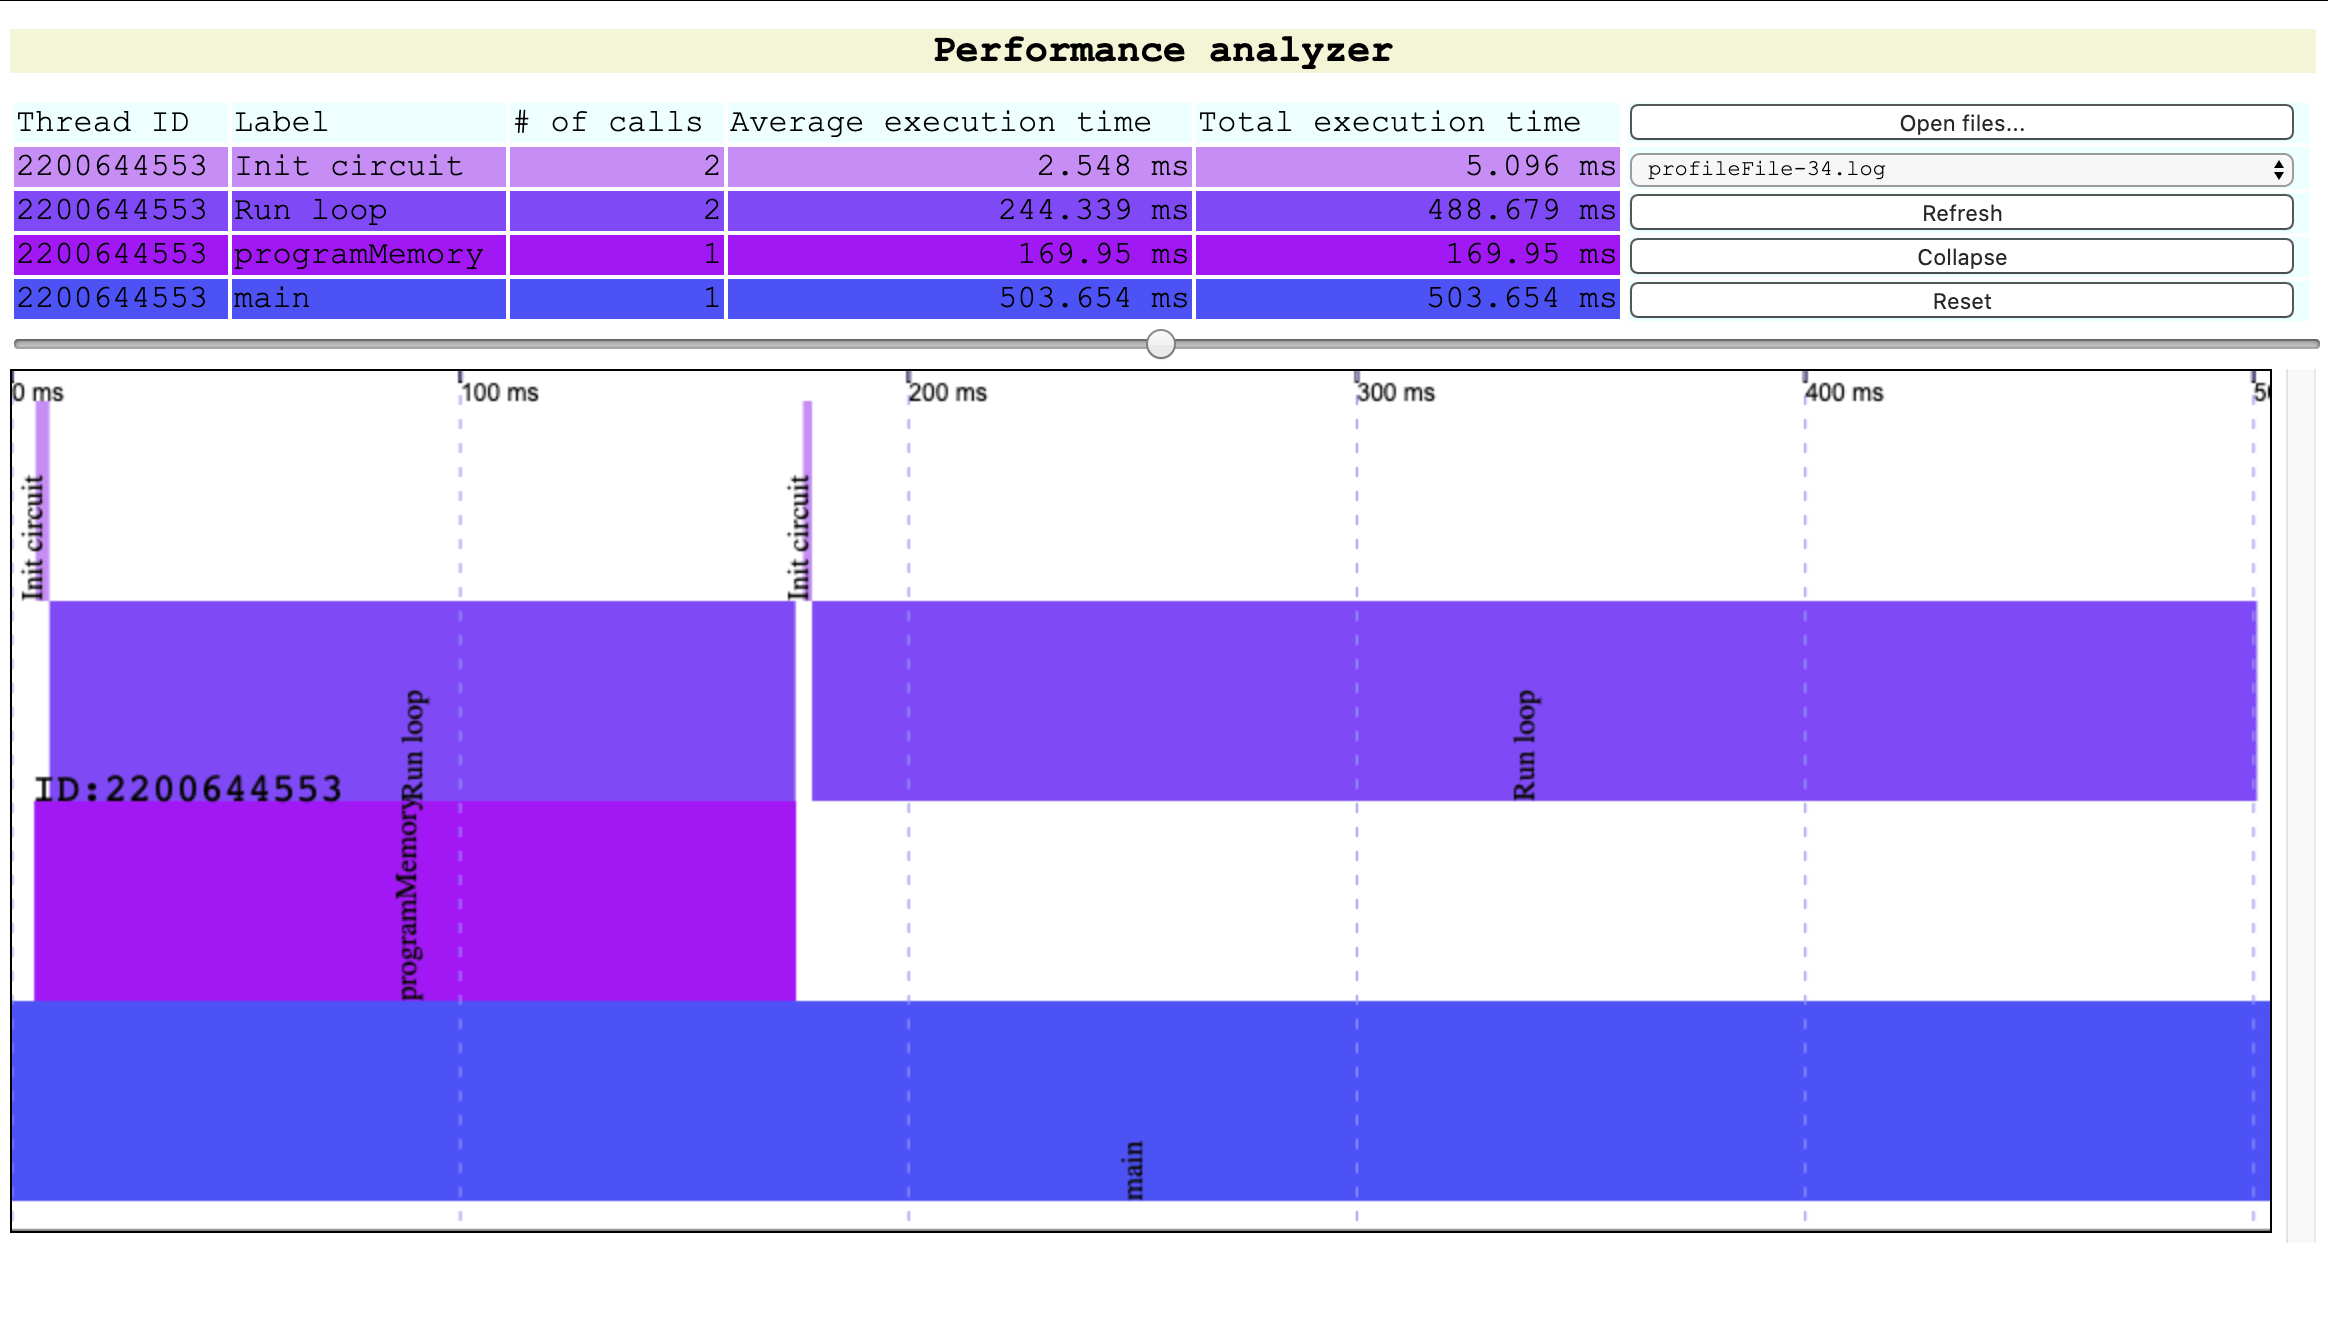 Performance analyzer
Thread ID Label # of calls Average execution time Total execution time Open files...
2200644553 Init circuit 2 2.548 ms 5.096 ms profileFile-34.log
2200644553 Run loop 2 244.339 ms 488.679 ms Refresh
2200644553 programMemory 1 169.95 ms 169.95 ms Collapse
2200644553 main 1 503.654 ms 503.654 ms Reset
0 ms 100 ms 200 ms 300 ms 400 ms
Init circuit Init circuit
Run loop Run loop
ID:2200644553
programMemory
main